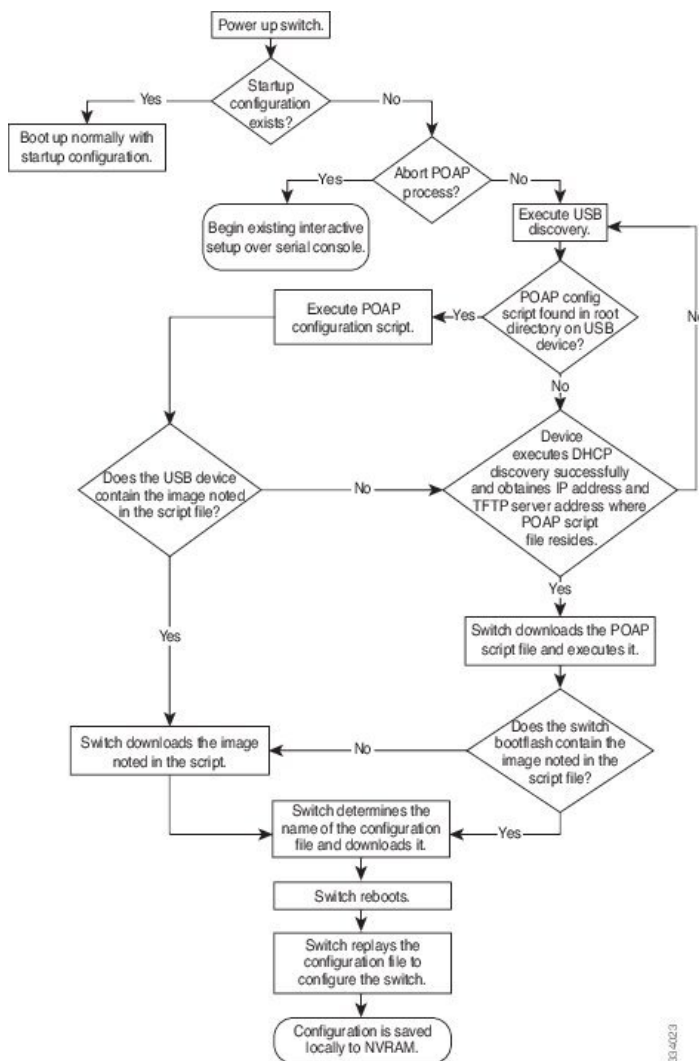 Power up switch.
Startup
configuration
exists?
Yes
No
Boot up normally with
startup configuration.
Abort POAP
process?
Yes
No
Begin existing interactive
setup over serial console.
Execute USB
discovery.
Execute POAP
configuration script.
Yes
POAP config
script found in root
directory on USB
device?
No
No
Does the USB device
contain the image noted
in the script file?
No
Device
executes DHCP
discovery successfully
and obtaines IP address and
TFTP server address where
POAP script
file resides.
Yes
Yes
Switch downloads the POAP
script file and executes it.
Switch downloads the image
noted in the script.
No
Does the switch
bootflash contain the
image noted in the
script file?
Switch determines the
name of the configuration
file and downloads it.
Yes
Switch reboots.
Switch replays the
configuration file to
configure the switch.
Configuration is saved
locally to NVRAM.